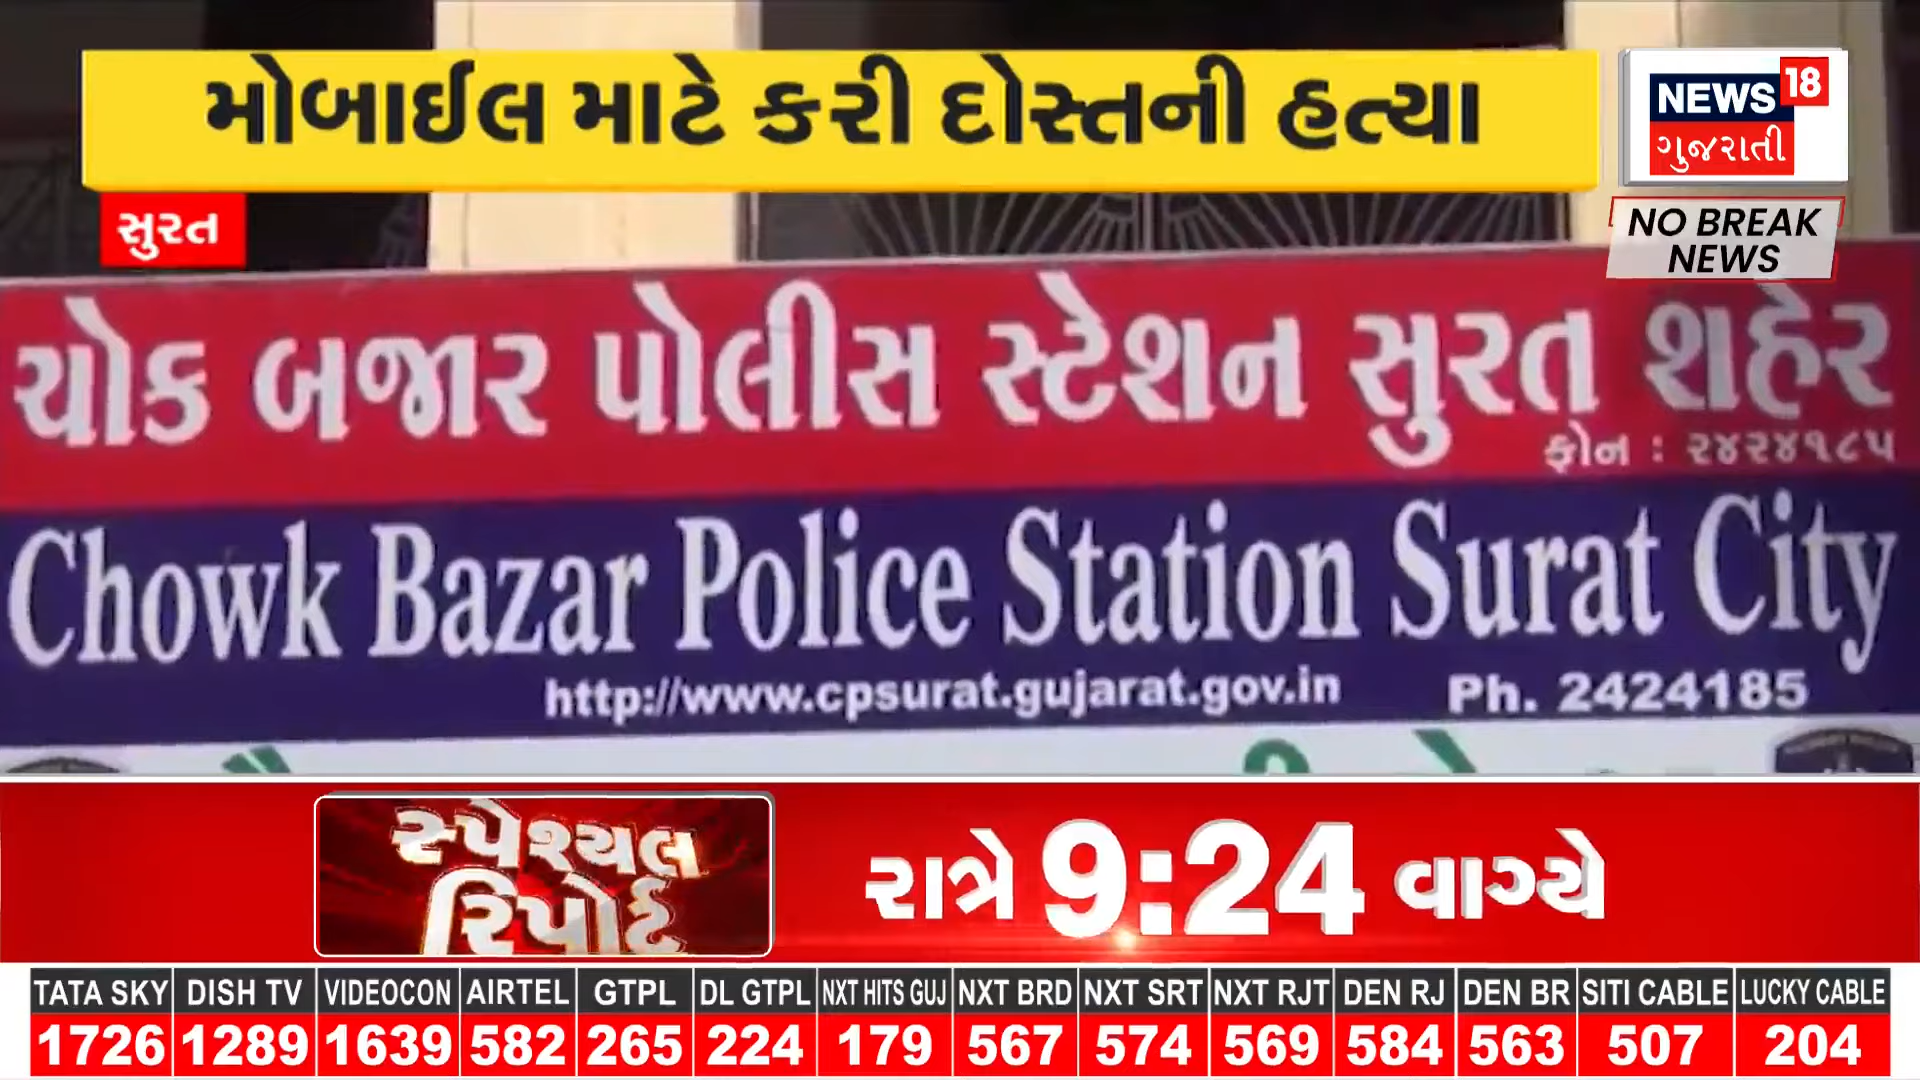 મોબાઈલ માટે કરી દોસ્તની હત્યા
NEWS 18
ગુજરાતી
સુરત
NO BREAK
NEWS
ચોક બજાર પોલીસ સ્ટેશન સુરત શહેર
ફોન : ૨૪૨૪૧૮૫
Chowk Bazar Police Station Surat City
http://www.cpsurat.gujarat.gov.in Ph. 2424185
સ્પેશ્યલ
રિપોર્ટ
રાત્રે 9:24 વાગ્યે
TATA SKY DISH TV VIDEOCON AIRTEL GTPL DL GTPL NXT HITS GUJ NXT BRD NXT SRT NXT RJT DEN RJ DEN BR SITI CABLE LUCKY CABLE
1726 1289 1639 582 265 224 179 567 574 569 584 563 507 204